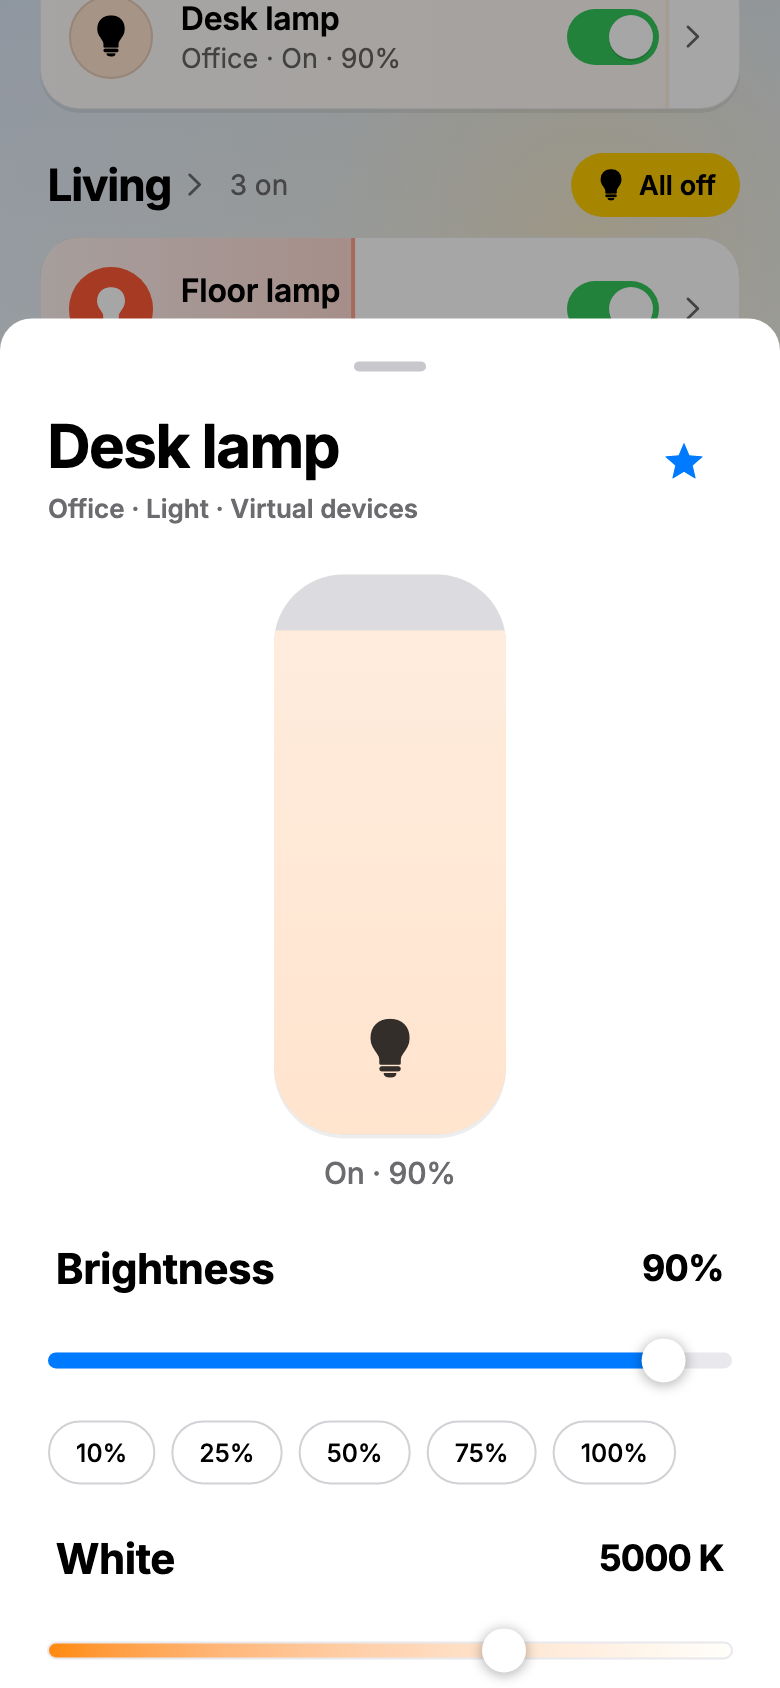 Desk lamp
Office · On · 90%
Living 3 on
All off
Floor lamp
Desk lamp
Office · Light · Virtual devices
On · 90%
Brightness 90%
10% 25% 50% 75% 100%
White 5000 K